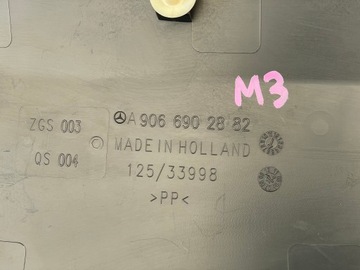 M3
ZGS 003
A 906 690 28 82
MADE IN HOLLAND
QS 004
125/33998
>PP<